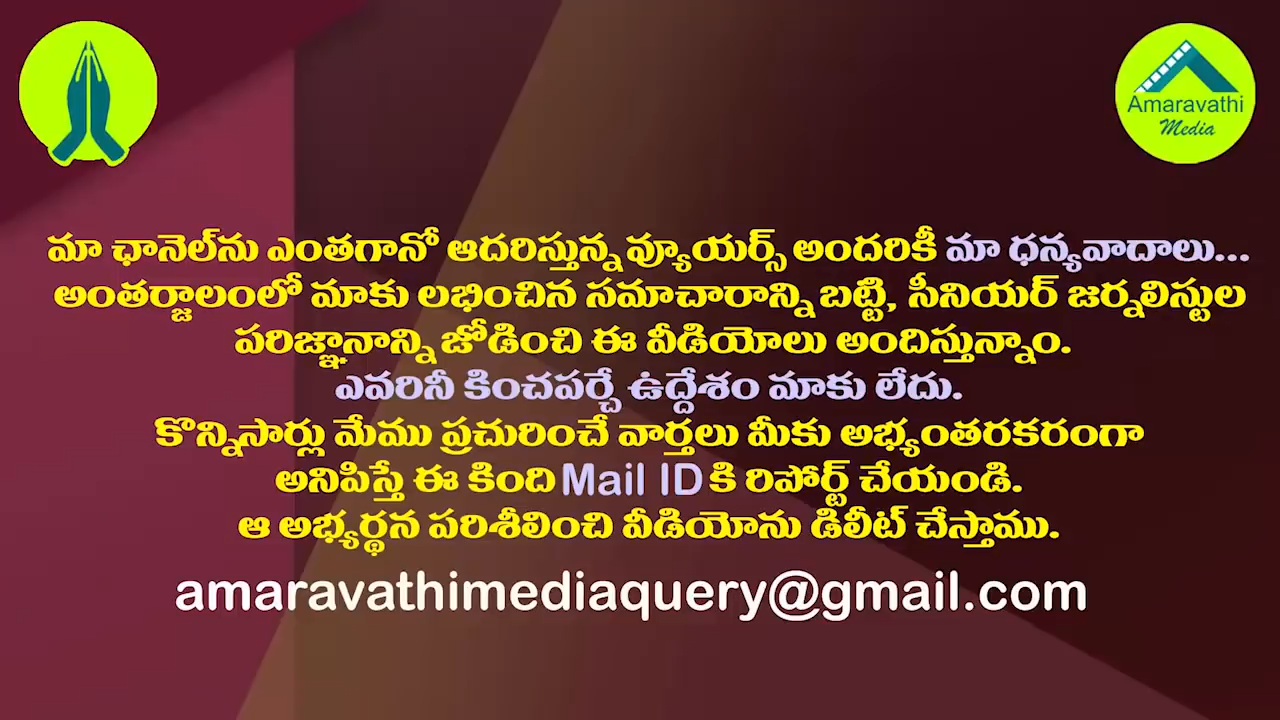 Amaravathi
Media
మా ఛానెల్‌ను ఎంతగానో ఆదరిస్తున్న వ్యూయర్స్ అందరికీ మా ధన్యవాదాలు...
అంతర్జాలంలో మాకు లభించిన సమాచారాన్ని బట్టి, సీనియర్ జర్నలిస్టుల
పరిజ్ఞానాన్ని జోడించి ఈ వీడియోలు అందిస్తున్నాం.
ఎవరినీ కించపర్చే ఉద్దేశం మాకు లేదు.
కొన్నిసార్లు మేము ప్రచురించే వార్తలు మీకు అభ్యంతరకరంగా
అనిపిస్తే ఈ కింది Mail ID కి రిపోర్ట్ చేయండి.
ఆ అభ్యర్థన పరిశీలించి వీడియోను డిలీట్ చేస్తాము.
amaravathimediaquery@gmail.com